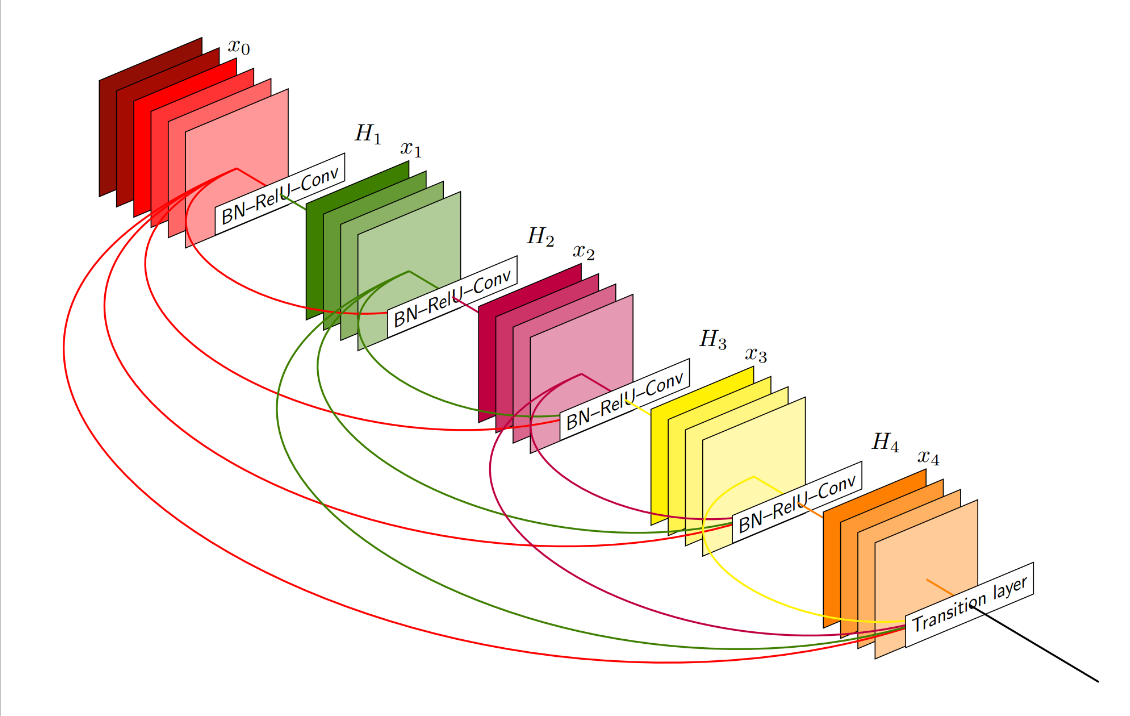 x0
H1
x1
BN–RelU–Conv
H2
x2
BN–RelU–Conv
H3
x3
BN–RelU–Conv
H4
x4
BN–RelU–Conv
Transition layer